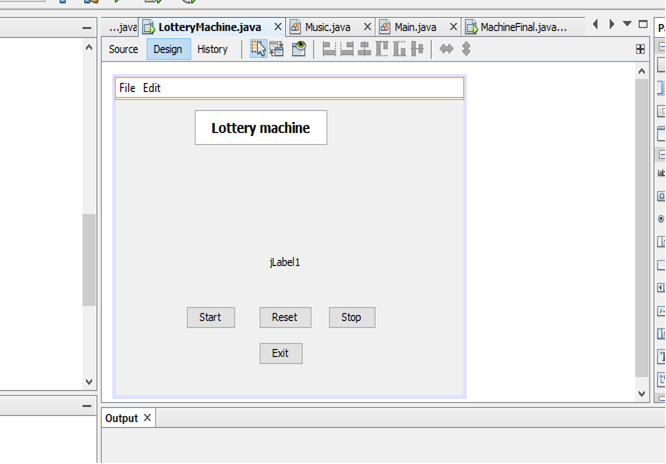 ...java LotteryMachine.java Music.java Main.java MachineFinal.java... Pa
Source Design History
File Edit
Lottery machine
jLabel1
Start Reset Stop
Exit
Output